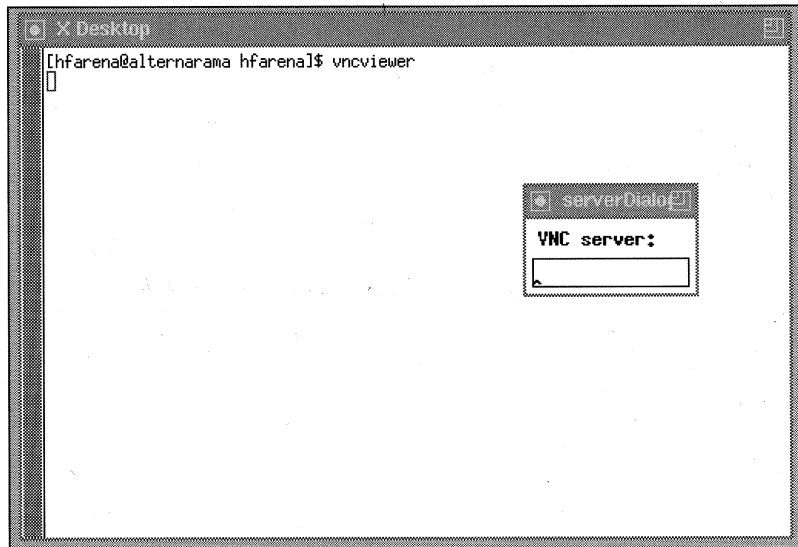 X Desktop
[hfarena@alternarama hfarena]$ vncviewer
serverDialog
VNC server: